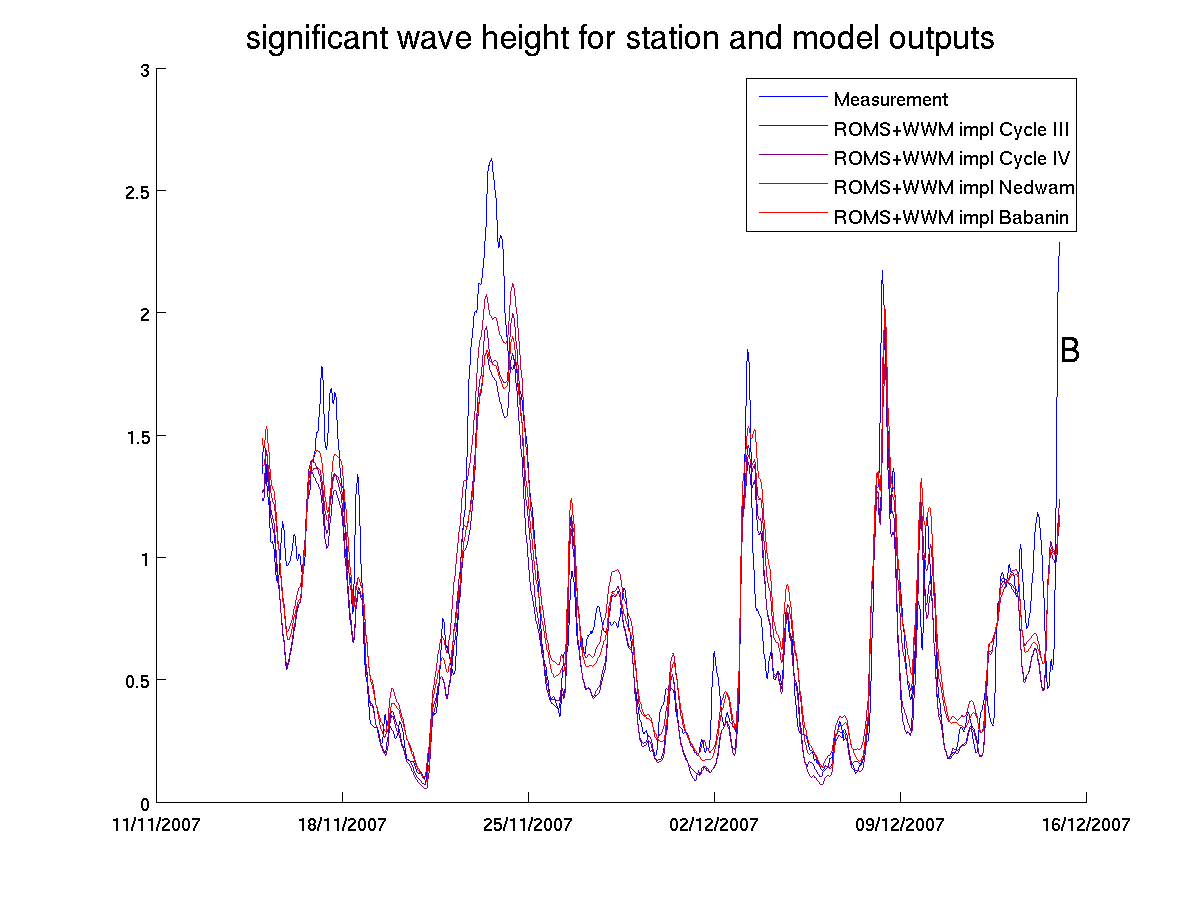 significant wave height for station and model outputs
3
Measurement
ROMS+WWM impl Cycle III
ROMS+WWM impl Cycle IV
ROMS+WWM impl Nedwam
ROMS+WWM impl Babanin
2.5
2
B
1.5
1
0.5
0
11/11/2007 18/11/2007 25/11/2007 02/12/2007 09/12/2007 16/12/2007